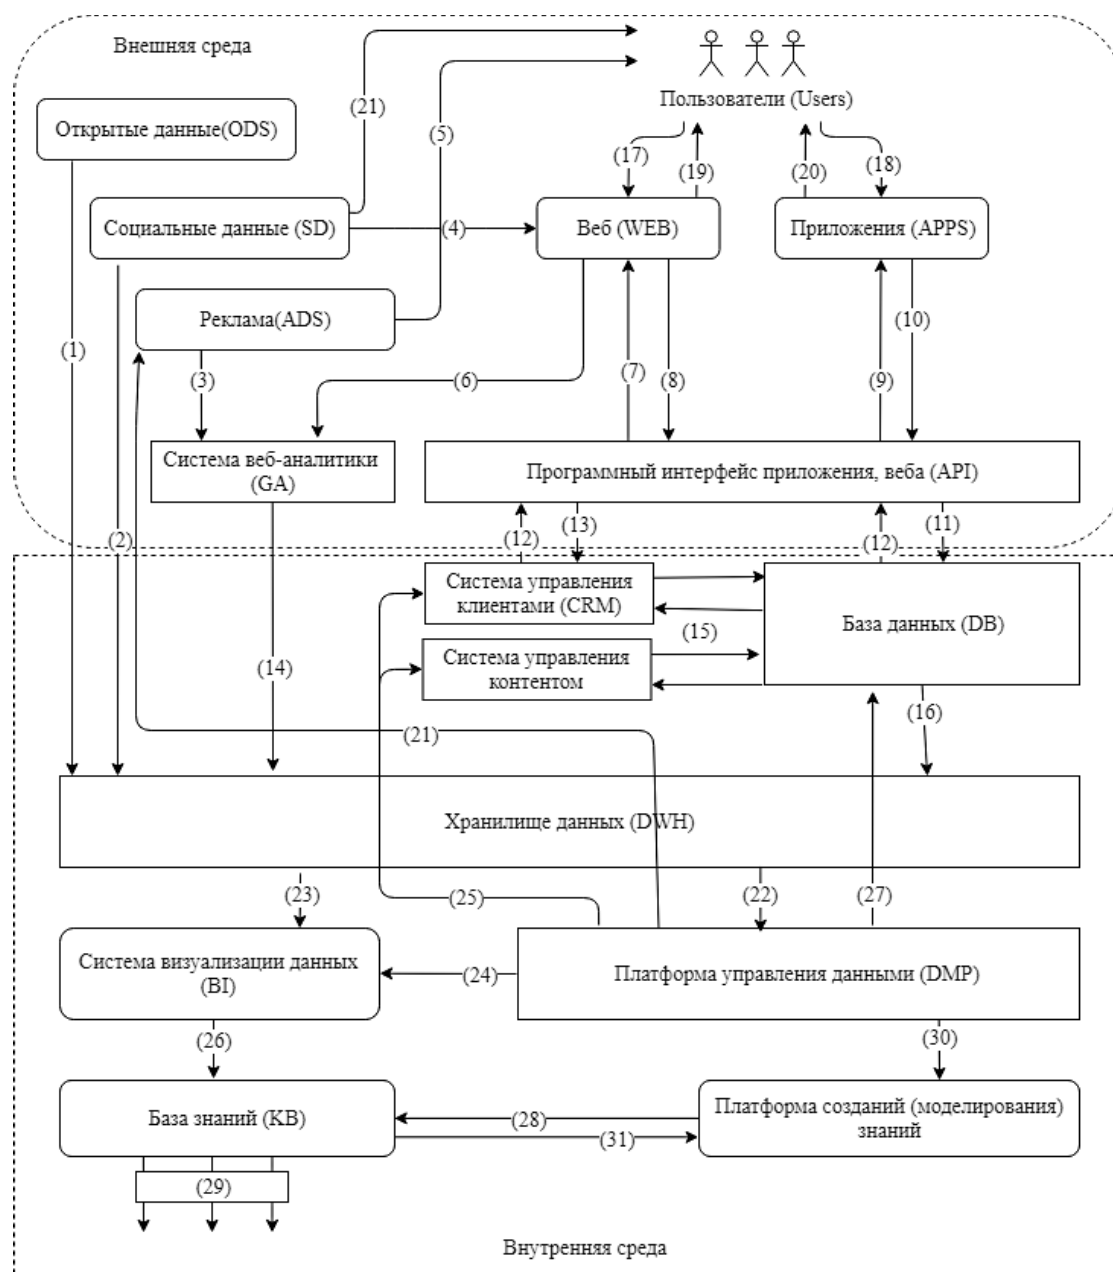 Внешняя среда
Пользователи (Users)
(21)
(5)
Открытые данные(ODS)
(17)
(19)
(20)
(18)
Социальные данные (SD)
(4)
Веб (WEB)
Приложения (APPS)
Реклама(ADS)
(1)
(3)
(6)
(7)
(8)
(9)
(10)
Система веб-аналитики
(GA)
Программный интерфейс приложения, веба (API)
(2)
(12)
(13)
(12)
(11)
Система управления
клиентами (CRM)
База данных (DB)
(15)
Система управления
контентом
(14)
(16)
(21)
Хранилище данных (DWH)
(23)
(25)
(22)
(27)
Система визуализации данных
(BI)
(24)
Платформа управления данными (DMP)
(26)
(30)
База знаний (KB)
(28)
(31)
Платформа созданий (моделирования)
знаний
(29)
Внутренняя среда